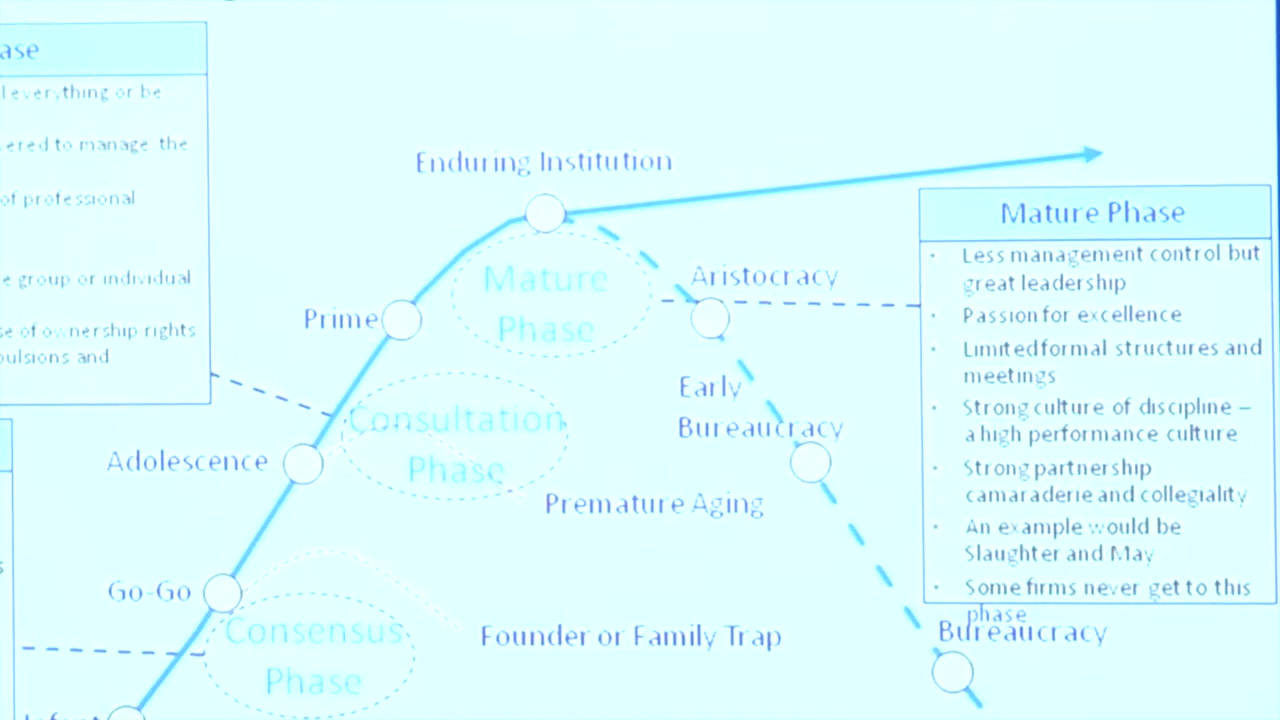 ase
l everything or be
ered to manage the
of professional
e group or individual
se of ownership rights
oulsions and
Enduring Institution
Mature Phase
Less management control but
great leadership
Passion for excellence
Limited formal structures and
meetings
Strong culture of discipline –
a high performance culture
Strong partnership
camaraderie and collegiality
An example would be
Slaughter and May
Some firms never get to this
phase
Mature
Phase
Aristocracy
Prime
Early
Bureaucracy
Consultation
Phase
Adolescence
Premature Aging
Go-Go
Consensus
Phase
Founder or Family Trap
Bureaucracy